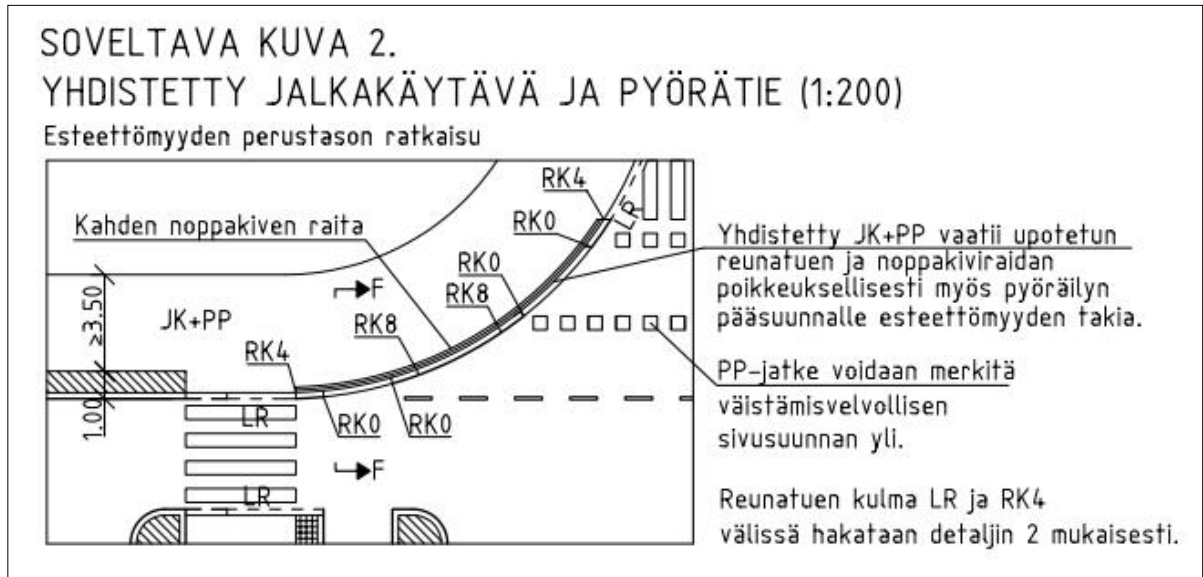 SOVELTAVA KUVA 2.
YHDISTETTY JALKAKÄYTÄVÄ JA PYÖRÄTIE (1:200)
Esteettömyyden perustason ratkaisu
RK4
LR
Kahden noppakiven raita
RK0
Yhdistetty JK+PP vaatii upotetun
reunatuen ja noppakiviraidan
poikkeuksellisesti myös pyöräilyn
pääsuunnalle esteettömyyden takia.
RK0
F
RK8
≥3.50
JK+PP
RK8
RK4
PP-jatke voidaan merkitä
väistämisvelvollisen
sivusuunnan yli.
1.00
LR
RK0
RK0
F
LR
Reunatuen kulma LR ja RK4
välissä hakataan detaljin 2 mukaisesti.